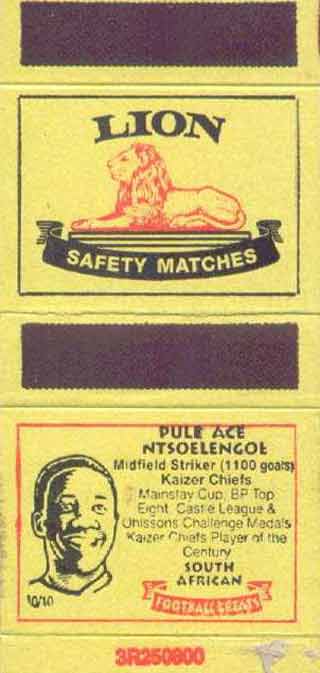 LION
SAFETY MATCHES
PULE ACE
NTSOELENGOE
Midfield Striker (1100 goals)
Kaizer Chiefs
Mainstay Cup, BP Top
Eight, Castle League &
Ohlssons Challenge Medals
Kaizer Chiefs Player of the
Century
SOUTH
AFRICAN
FOOTBALL GREATS
10/10
3R250800